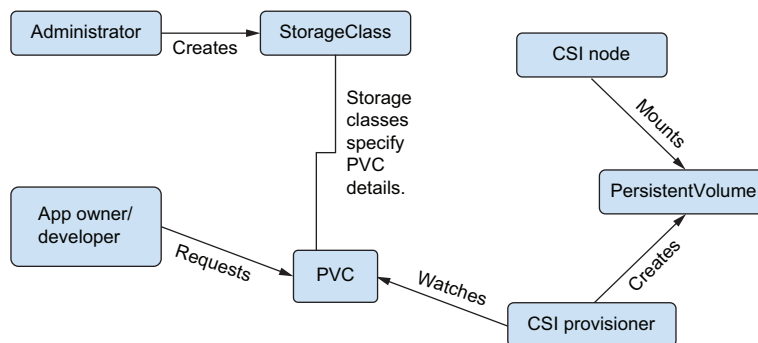 Administrator
Creates
StorageClass
CSI node
Storage
classes
specify
PVC
details.
Mounts
PersistentVolume
App owner/
developer
Requests
PVC
Watches
Creates
CSI provisioner